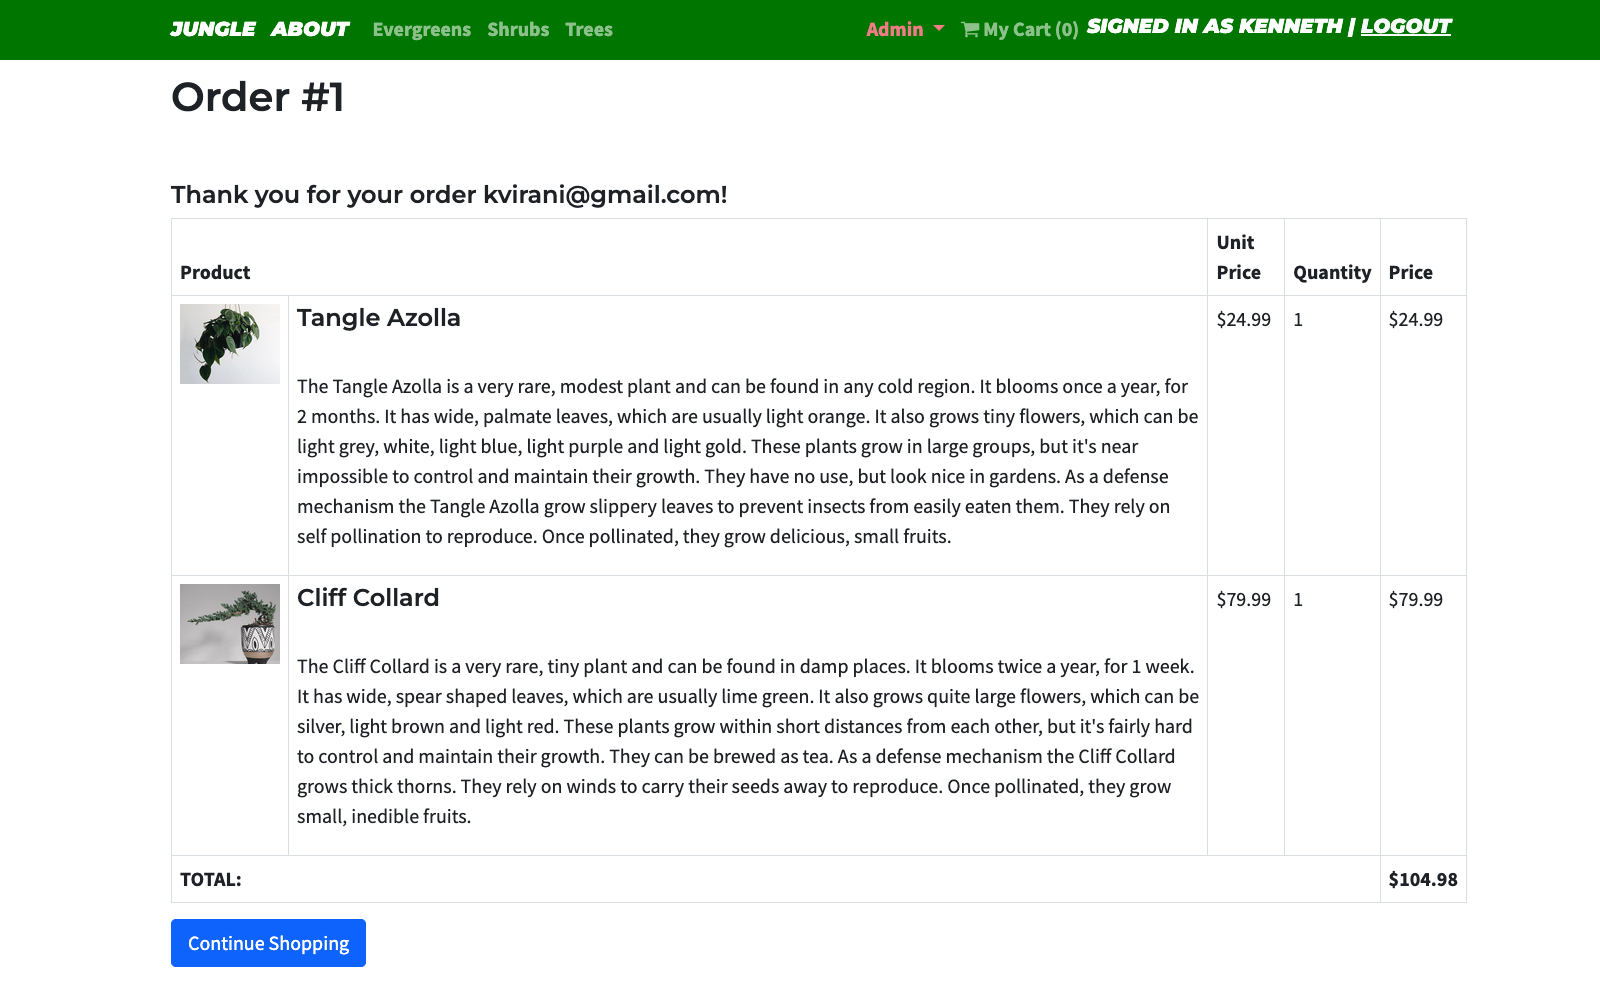 JUNGLE ABOUT Evergreens Shrubs Trees Admin My Cart (0) SIGNED IN AS KENNETH | LOGOUT
Order #1
Thank you for your order kvirani@gmail.com!
Product Unit Price Quantity Price
Tangle Azolla $24.99 1 $24.99
The Tangle Azolla is a very rare, modest plant and can be found in any cold region. It blooms once a year, for
2 months. It has wide, palmate leaves, which are usually light orange. It also grows tiny flowers, which can be
light grey, white, light blue, light purple and light gold. These plants grow in large groups, but it's near
impossible to control and maintain their growth. They have no use, but look nice in gardens. As a defense
mechanism the Tangle Azolla grow slippery leaves to prevent insects from easily eaten them. They rely on
self pollination to reproduce. Once pollinated, they grow delicious, small fruits.
Cliff Collard $79.99 1 $79.99
The Cliff Collard is a very rare, tiny plant and can be found in damp places. It blooms twice a year, for 1 week.
It has wide, spear shaped leaves, which are usually lime green. It also grows quite large flowers, which can be
silver, light brown and light red. These plants grow within short distances from each other, but it's fairly hard
to control and maintain their growth. They can be brewed as tea. As a defense mechanism the Cliff Collard
grows thick thorns. They rely on winds to carry their seeds away to reproduce. Once pollinated, they grow
small, inedible fruits.
TOTAL: $104.98
Continue Shopping